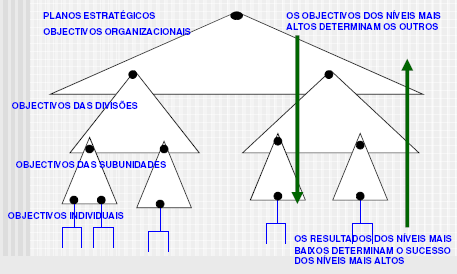 PLANOS ESTRATÉGICOS
OBJECTIVOS ORGANIZACIONAIS
OS OBJECTIVOS DOS NÍVEIS MAIS
ALTOS DETERMINAM OS OUTROS
OBJECTIVOS DAS DIVISÕES
OBJECTIVOS DAS SUBUNIDADES
OBJECTIVOS INDIVIDUAIS
OS RESULTADOS DOS NÍVEIS MAIS
BAIXOS DETERMINAM O SUCESSO
DOS NÍVEIS MAIS ALTOS